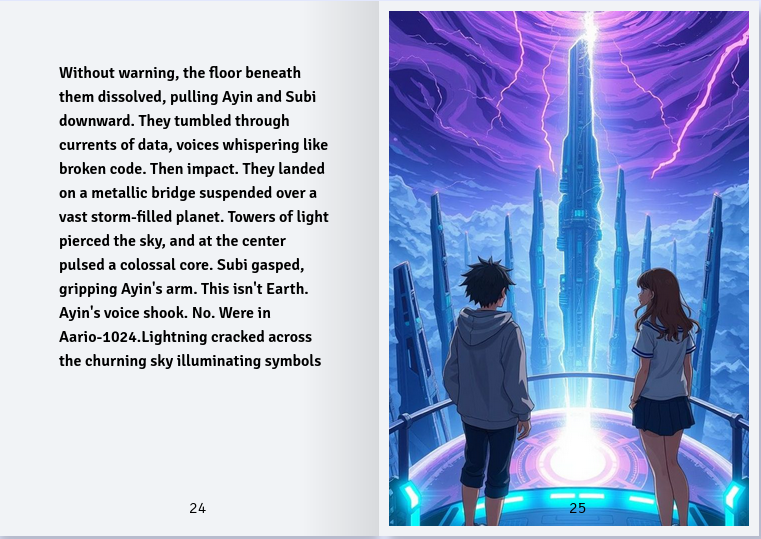 Without warning, the floor beneath
them dissolved, pulling Ayin and Subi
downward. They tumbled through
currents of data, voices whispering like
broken code. Then impact. They landed
on a metallic bridge suspended over a
vast storm-filled planet. Towers of light
pierced the sky, and at the center
pulsed a colossal core. Subi gasped,
gripping Ayin's arm. This isn't Earth.
Ayin's voice shook. No. Were in
Aario-1024.Lightning cracked across
the churning sky illuminating symbols
24
25